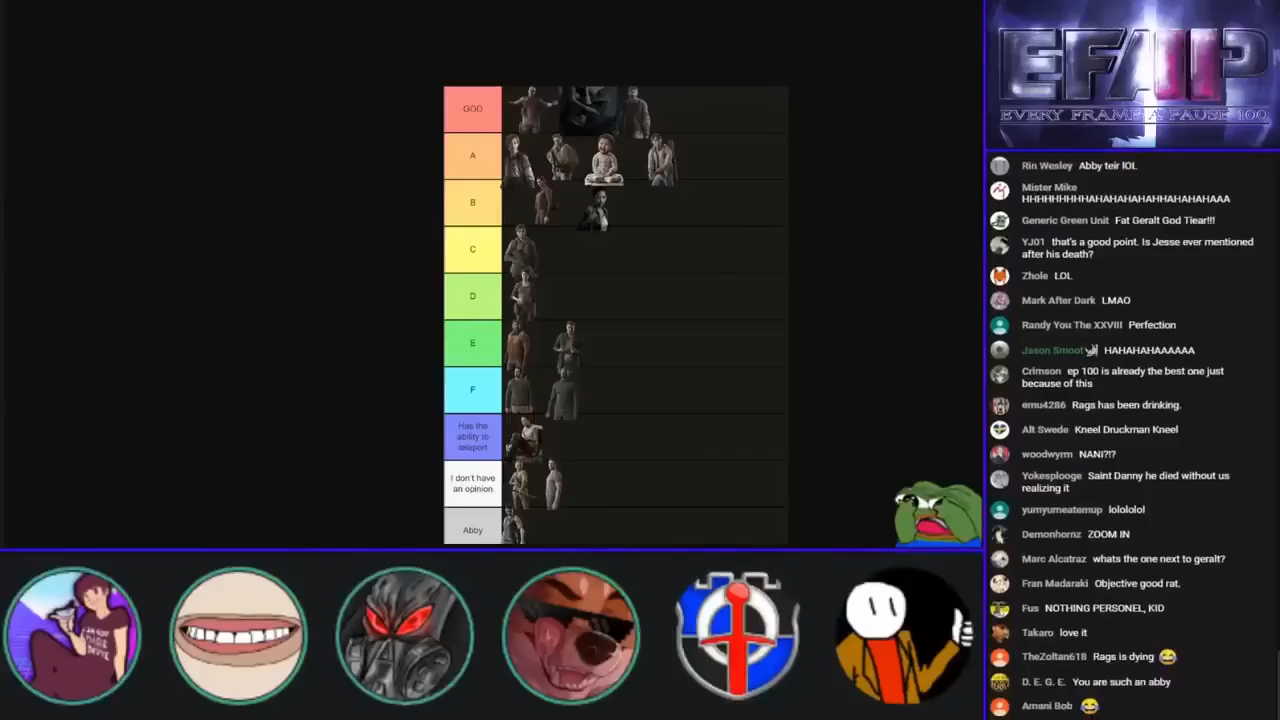 GOD
A
B
C
D
E
F
Has the
ability to
teleport
I don't have
an opinion
Abby
EFAP
EVERY FRAME A PAUSE 100
Rin Wesley Abby teir lOL
Mister Mike
HHHHHHHHHAHAHAHAHAHHAHAHAHAAA
Generic Green Unit Fat Geralt God Tiear!!!
YJ01 that's a good point. Is Jesse ever mentioned
after his death?
Zhole LOL
Mark After Dark LMAO
Randy You The XXVIII Perfection
Jason Smoot HAHAHAHAAAAAA
Crimson ep 100 is already the best one just
because of this
emu4286 Rags has been drinking.
Alt Swede Kneel Druckman Kneel
woodwyrm NANI?!?
Yokesplooge Saint Danny he died without us
realizing it
yumyumeatemup lolololol
Demonhornz ZOOM IN
Marc Alcatraz whats the one next to geralt?
Fran Madaraki Objective good rat.
Fus NOTHING PERSONEL, KID
Takaro love it
TheZoltan618 Rags is dying 😂
D. E. G. E. You are such an abby
Amani Bob 😂